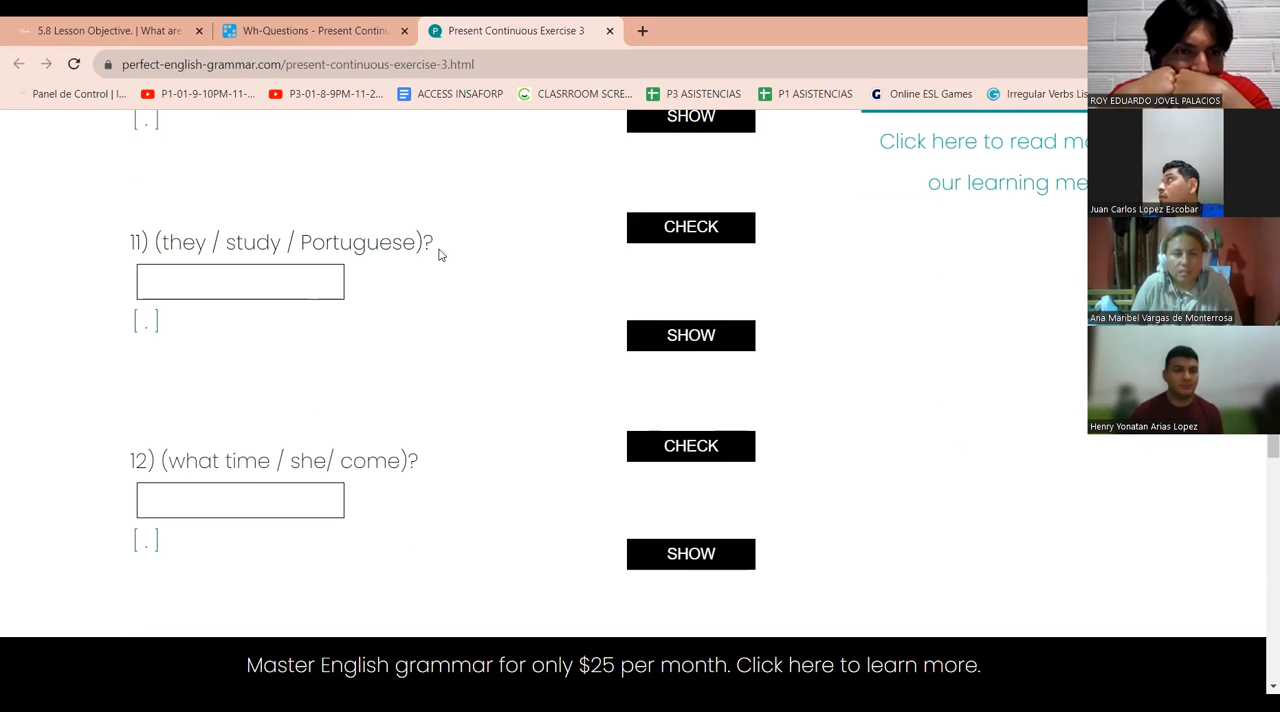 5.8 Lesson Objective. | What are
Wh-Questions - Present Contin
Present Continuous Exercise 3
perfect-english-grammar.com/present-continuous-exercise-3.html
Panel de Control | I...
P1-01-9-10PM-11-...
P3-01-8-9PM-11-2...
ACCESS INSAFORP
CLASRROOM SCRE...
P3 ASISTENCIAS
P1 ASISTENCIAS
Online ESL Games
Irregular Verbs Lis
ROY EDUARDO JOVEL PALACIOS
[ . ]
SHOW
Click here to read m
our learning me
Juan Carlos Lopez Escobar
CHECK
11) (they / study / Portuguese)?
[ . ]
SHOW
Ana Maribel Vargas de Monterrosa
CHECK
Henry Yonatan Arias Lopez
12) (what time / she/ come)?
[ . ]
SHOW
Master English grammar for only $25 per month. Click here to learn more.